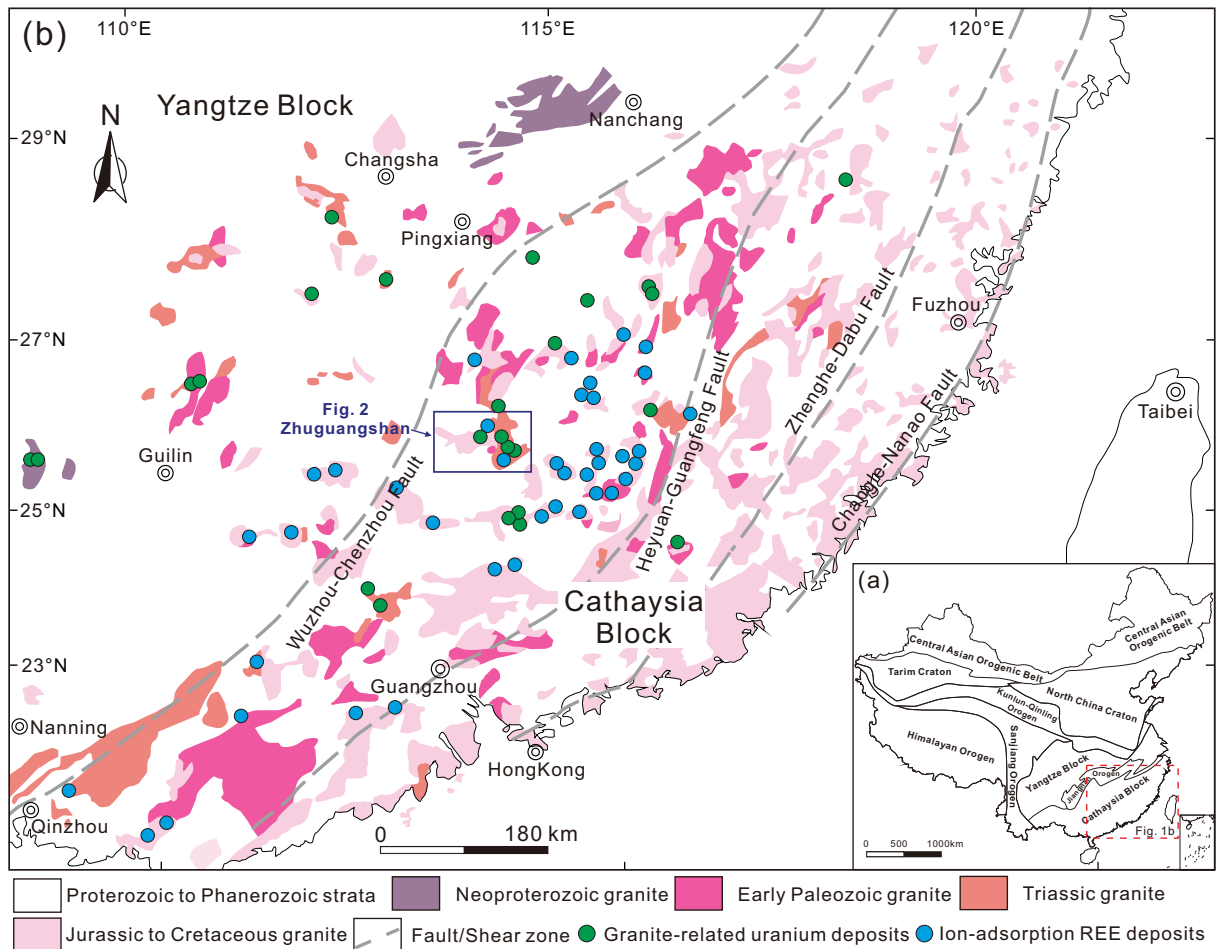 (b)
110°E
115°E
120°E
Yangtze Block
N
29°N
27°N
25°N
23°N
Nanchang
Changsha
Pingxiang
Fuzhou
Taibei
Fig. 2
Zhuguangshan
Guilin
Wuzhou-Chenzhou Fault
Heyuan-Guangfeng Fault
Zhenghe-Dabu Fault
Changle-Nanao Fault
Cathaysia
Block
Guangzhou
Nanning
HongKong
Qinzhou
0 180 km
(a)
Central Asian
Orogenic Belt
Central Asian Orogenic Belt
Tarim Craton
North China Craton
Kunlun-Qinling
Orogen
Himalayan Orogen
Sanjiang Orogen
Yangtze Block
Jiangnan
Orogen
Cathaysia Block
Fig. 1b
0 500 1000km
Proterozoic to Phanerozoic strata
Neoproterozoic granite
Early Paleozoic granite
Triassic granite
Jurassic to Cretaceous granite
Fault/Shear zone
Granite-related uranium deposits
Ion-adsorption REE deposits